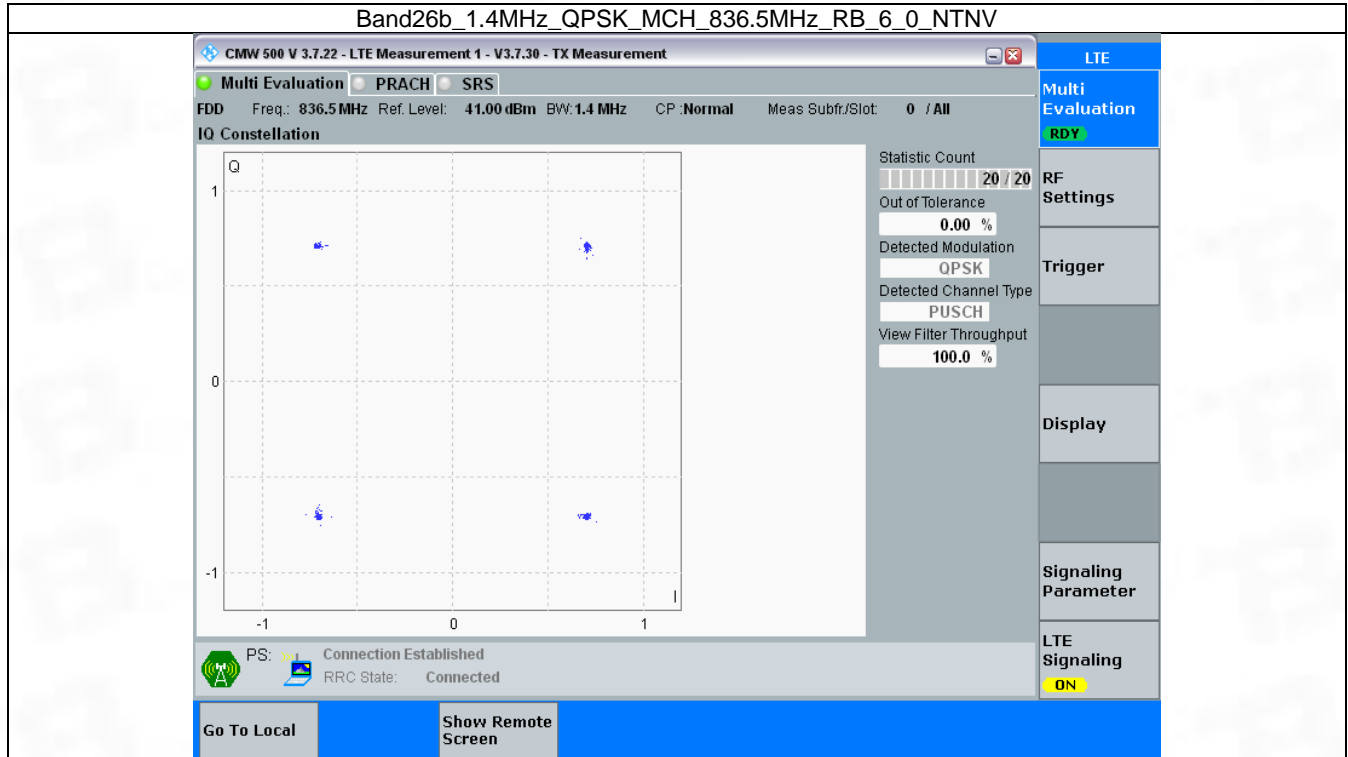 Band26b_1.4MHz_QPSK_MCH_836.5MHz_RB_6_0_NTNV
CMW 500 V 3.7.22 - LTE Measurement 1 - V3.7.30 - TX Measurement
LTE
Multi Evaluation PRACH SRS
FDD Freq.: 836.5 MHz Ref. Level: 41.00 dBm BW: 1.4 MHz CP :Normal Meas Subfr./Slot: 0 / All
IQ Constellation
Q
1
0
-1
I
-1 0 1
Statistic Count
20 / 20
Out of Tolerance
0.00 %
Detected Modulation
QPSK
Detected Channel Type
PUSCH
View Filter Throughput
100.0 %
Multi
Evaluation
RDY
RF
Settings
Trigger
Display
Signaling
Parameter
LTE
Signaling
ON
PS: Connection Established
RRC State: Connected
Go To Local
Show Remote
Screen